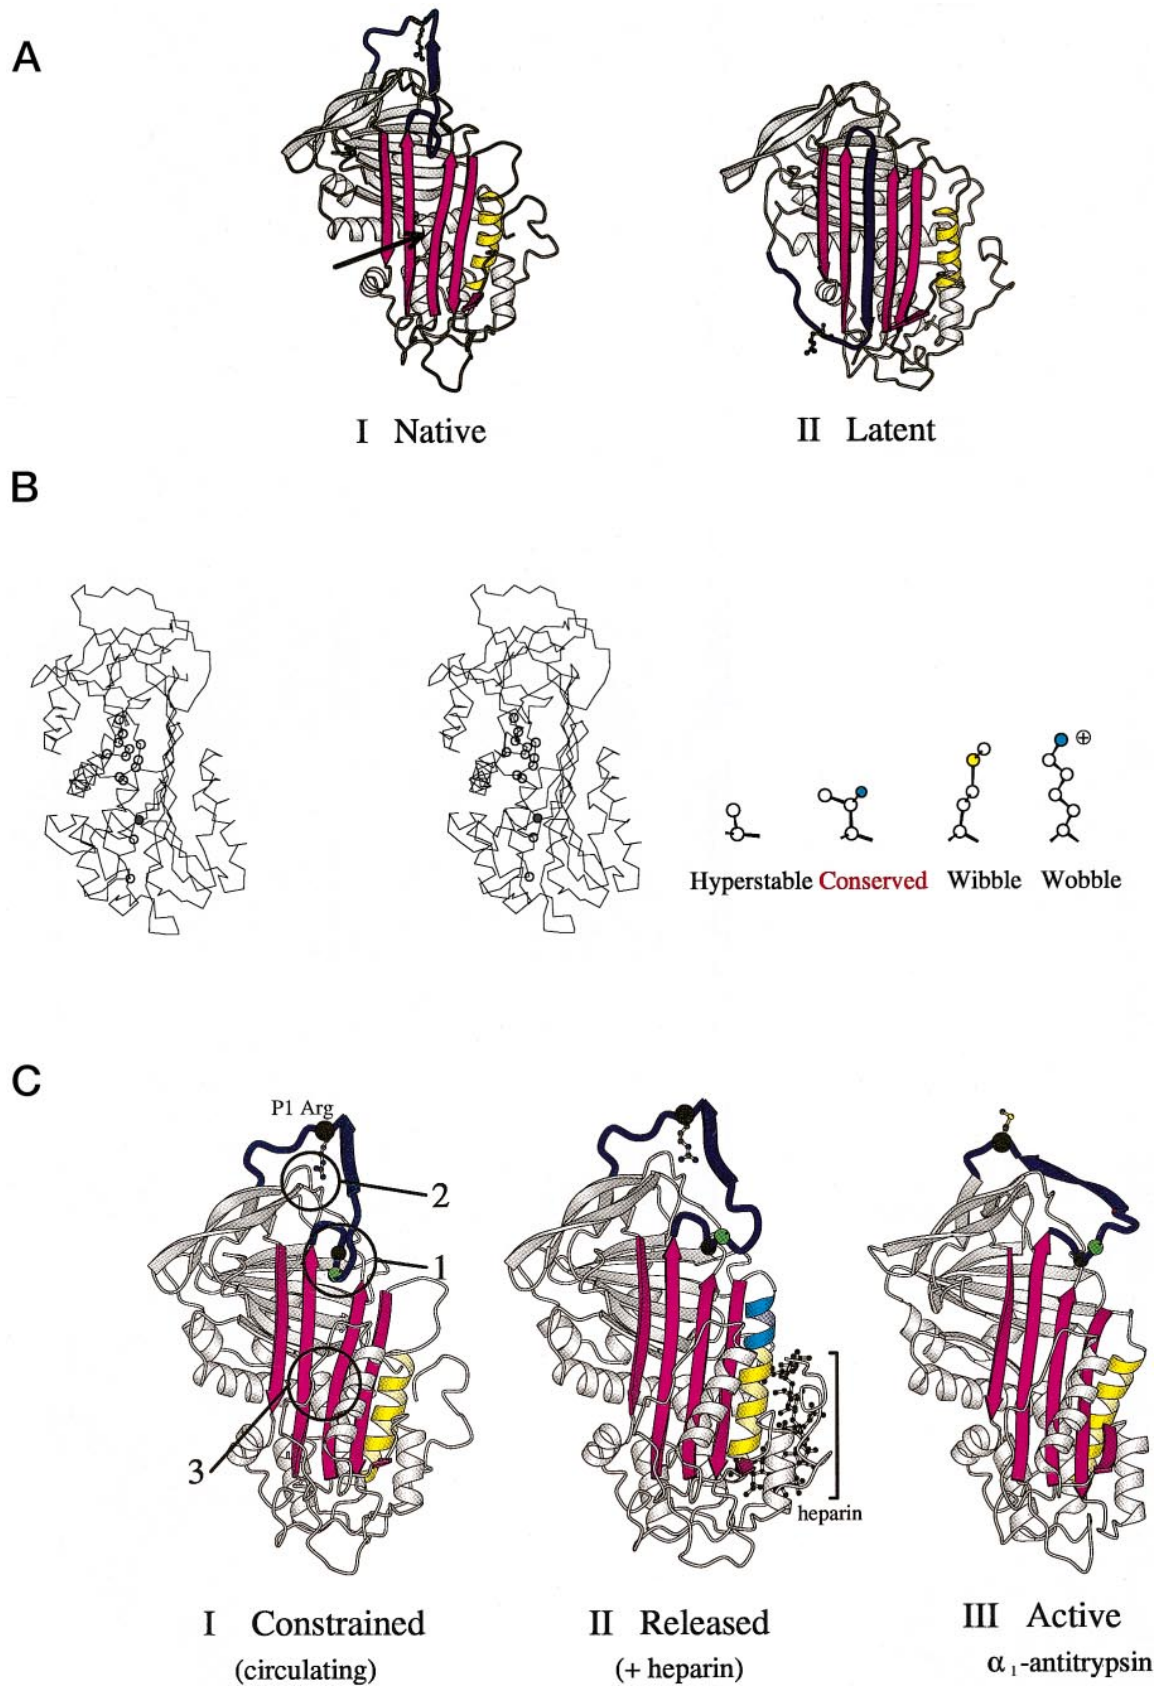 A
I Native
II Latent
B
⊕
Hyperstable Conserved Wibble Wobble
C
P1 Arg
2
1
3
heparin
I Constrained
(circulating)
II Released
(+ heparin)
III Active
α1-antitrypsin